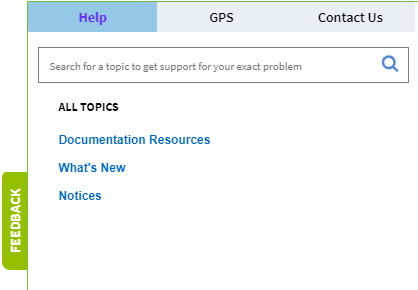 Help GPS Contact Us
Search for a topic to get support for your exact problem
ALL TOPICS
Documentation Resources
What's New
Notices
FEEDBACK